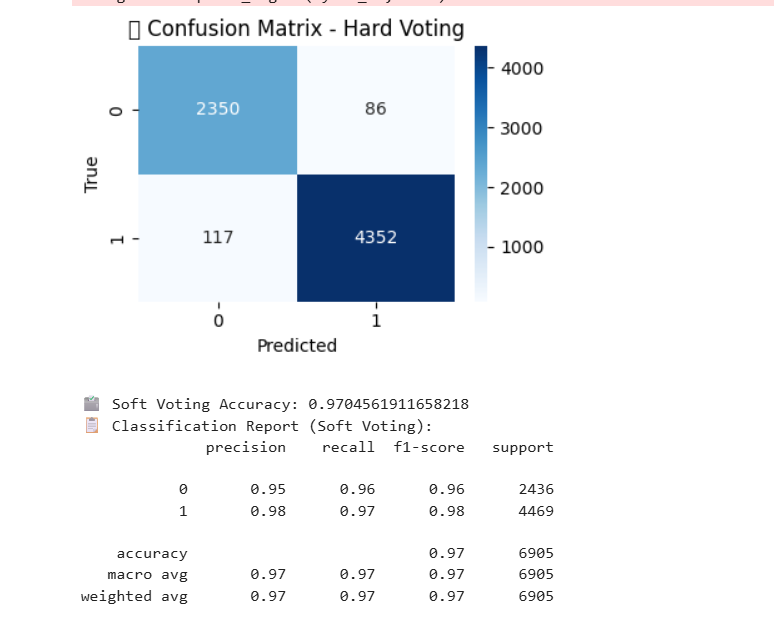 Confusion Matrix - Hard Voting
0 2350 86 4000
3000
True
2000
1 117 4352
1000
0 1
Predicted
Soft Voting Accuracy: 0.9704561911658218
Classification Report (Soft Voting):
precision recall f1-score support
0 0.95 0.96 0.96 2436
1 0.98 0.97 0.98 4469
accuracy 0.97 6905
macro avg 0.97 0.97 0.97 6905
weighted avg 0.97 0.97 0.97 6905